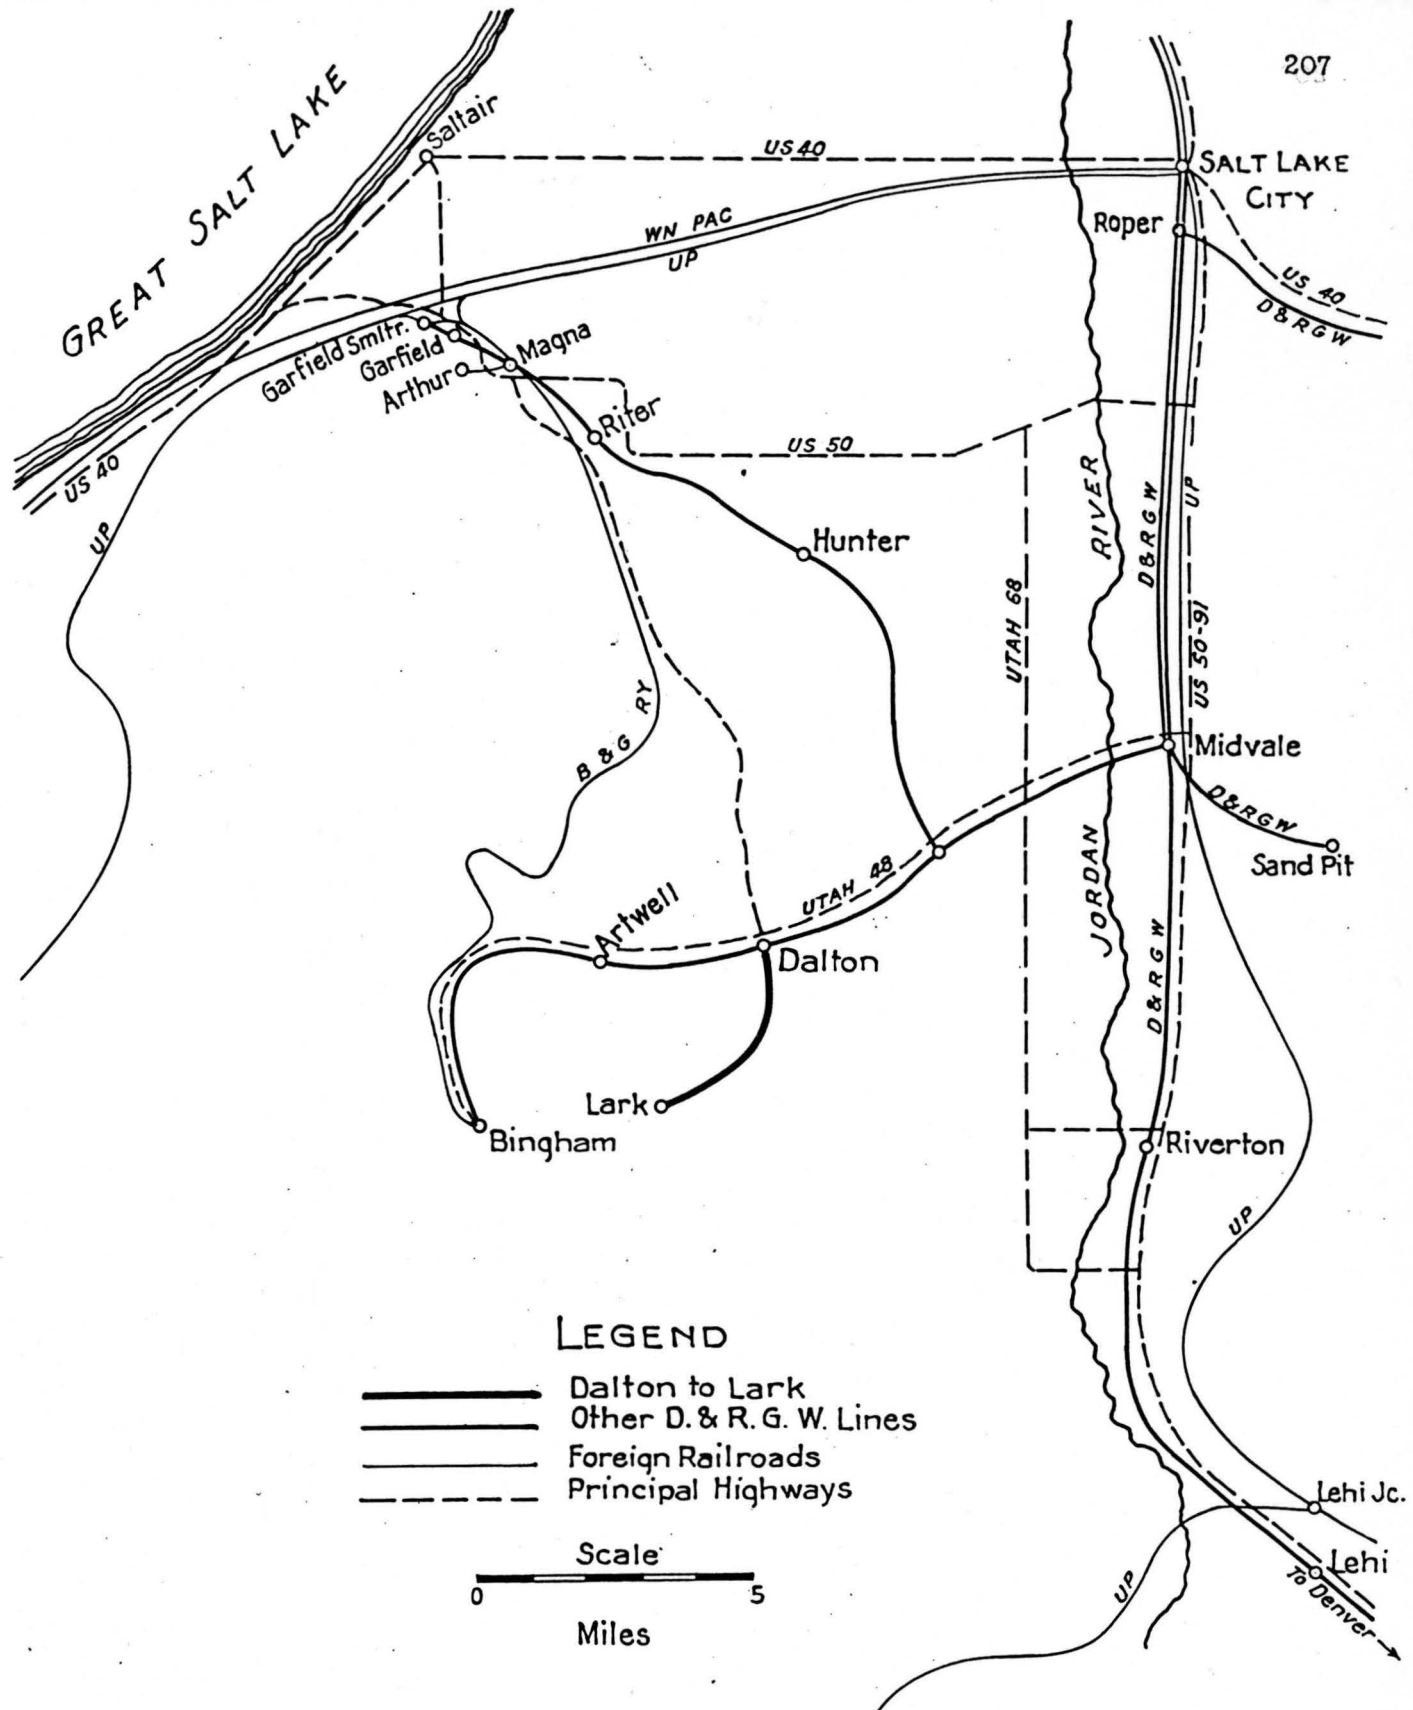 207
GREAT SALT LAKE
Saltair
US 40
SALT LAKE
CITY
Roper
WN PAC
UP
US 40
D&RGW
Garfield Smltr.
Garfield
Arthur
Magna
Riter
US 50
US 40
UP
Hunter
RIVER
D&RGW
UP
UTAH 68
US 50-91
B & G RY
Midvale
D&RGW
Sand Pit
UTAH 48
JORDAN
Artwell
Dalton
D&RGW
Lark
Bingham
Riverton
UP
LEGEND
Dalton to Lark
Other D. & R. G. W. Lines
Foreign Railroads
Principal Highways
Scale
0 5
Miles
Lehi Jc.
Lehi
To Denver
UP